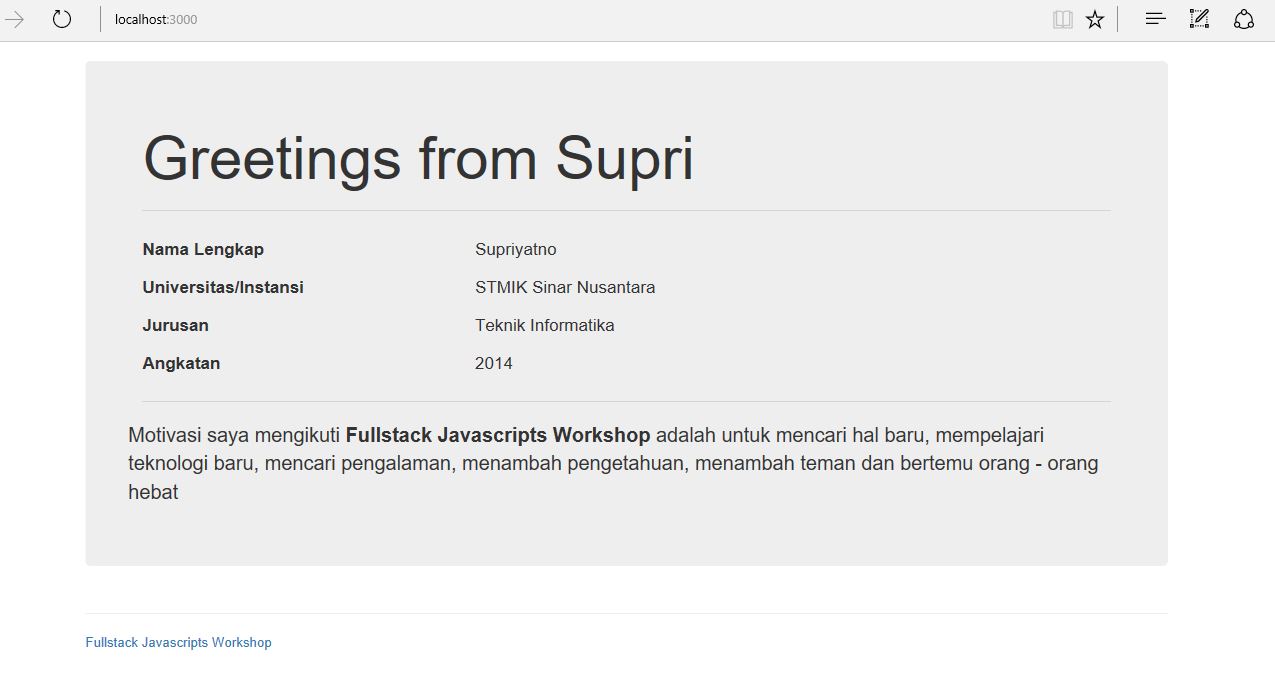 localhost:3000
Greetings from Supri
Nama Lengkap Supriyatno
Universitas/Instansi STMIK Sinar Nusantara
Jurusan Teknik Informatika
Angkatan 2014
Motivasi saya mengikuti Fullstack Javascripts Workshop adalah untuk mencari hal baru, mempelajari
teknologi baru, mencari pengalaman, menambah pengetahuan, menambah teman dan bertemu orang - orang
hebat
Fullstack Javascripts Workshop